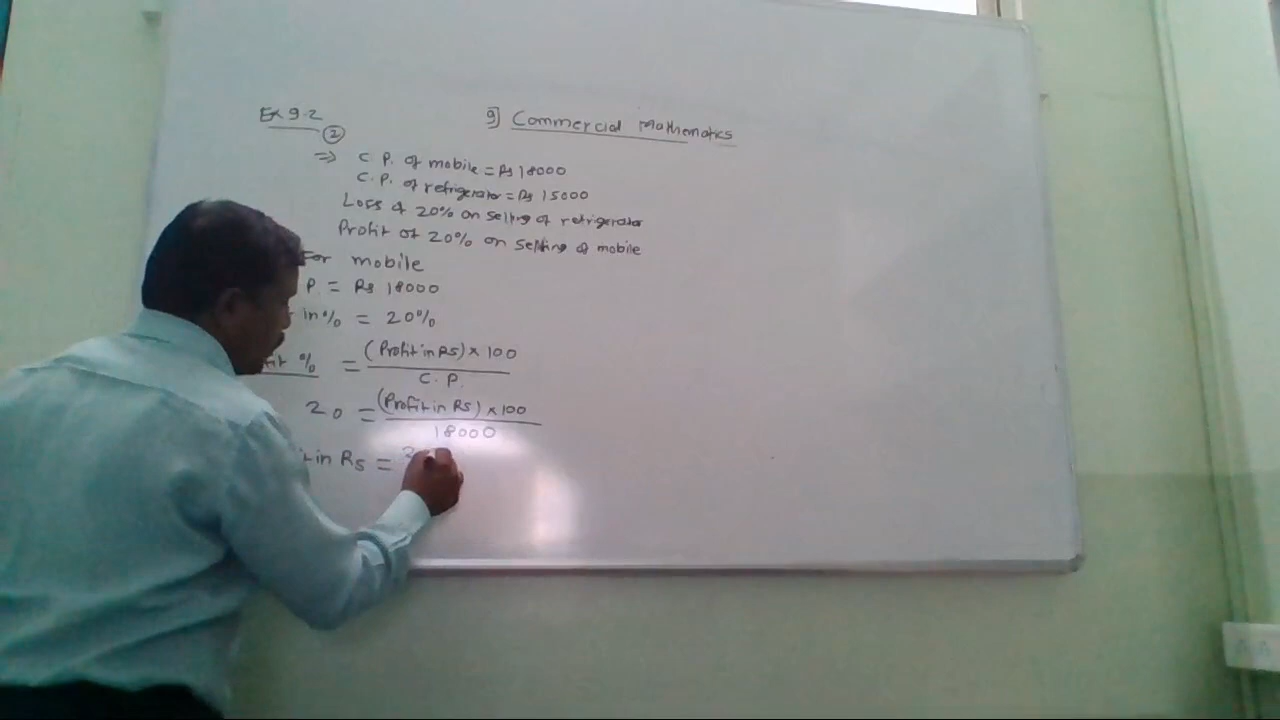 Ex 9.2
9] Commercial Mathematics
②
⇒ C.P. of mobile = Rs 18000
C.P. of refrigerator = Rs 15000
Loss of 20% on selling of refrigerator
Profit of 20% on selling of mobile
For mobile
P. = Rs 18000
in% = 20%
% = (Profit in Rs) × 100
C.P.
20 = (Profit in Rs) × 100
18000
in Rs = 2